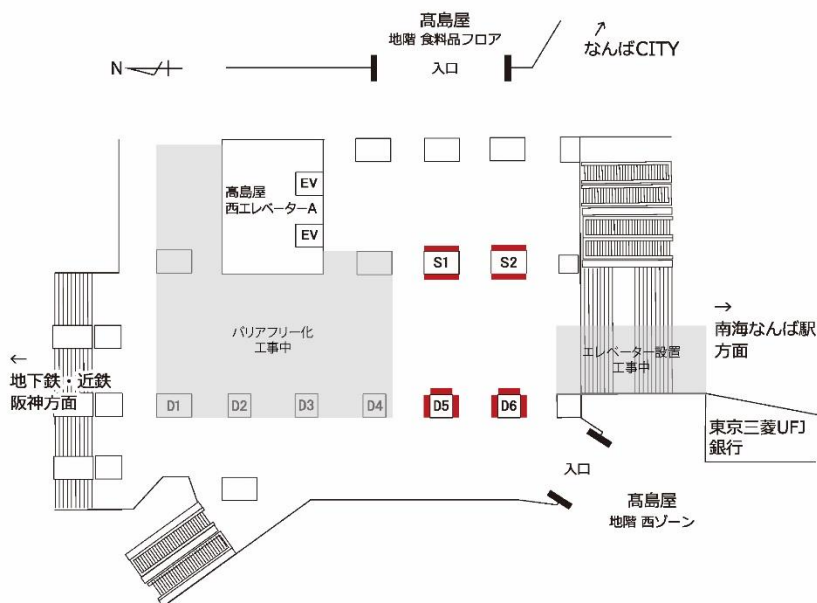 髙島屋
地階 食料品フロア
入口
↗
なんばCITY
N
髙島屋
西エレベーターA
EV
EV
S1
S2
バリアフリー化
工事中
→
南海なんば駅
方面
エレベーター設置
工事中
←
地下鉄・近鉄
阪神方面
D1
D2
D3
D4
D5
D6
東京三菱UFJ
銀行
入口
髙島屋
地階 西ゾーン